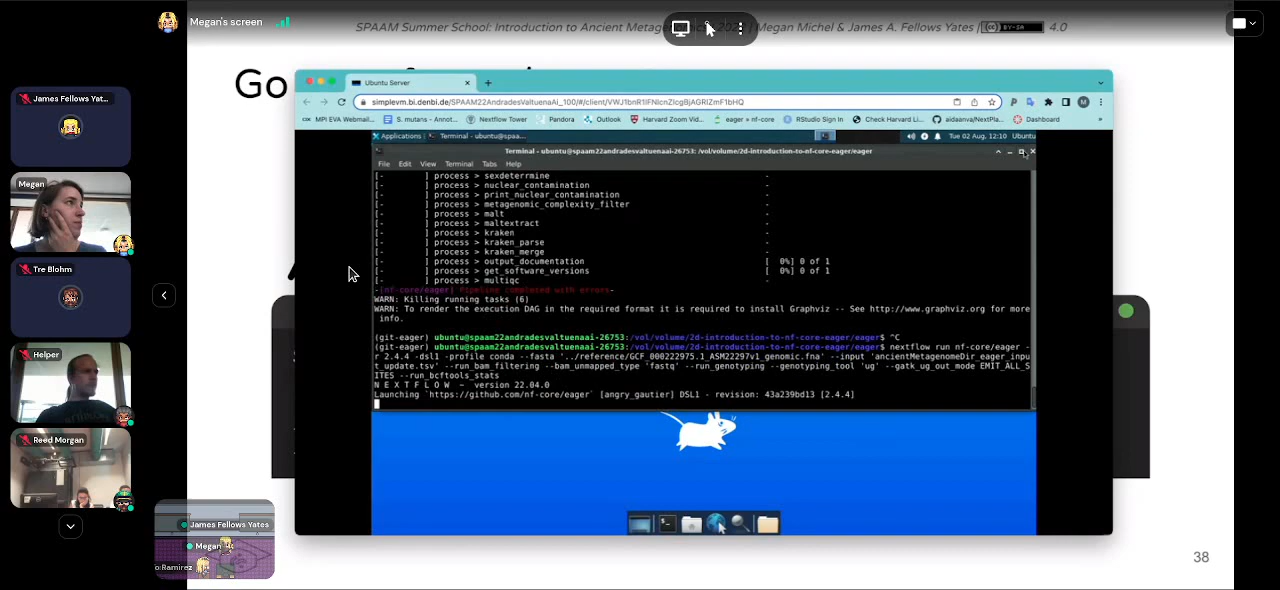 Megan's screen
SPAAM Summer School: Introduction to Ancient Metagenomics 2022 | Megan Michel & James A. Fellows Yates | (cc) BY-SA 4.0
James Fellows Yat...
Megan
Tre Blohm
Helper
Reed Morgan
James Fellows Yates
Megan
o Ramirez
Go
Ubuntu Server
simplevm.bi.denbi.de/SPAAM22AndradesValtuenaAi_100/#/client/VWJ1bnR1IFNlcnZlcgBjAGRlZmF1bHQ
MPI EVA Webmail...
S. mutans - Annot...
Nextflow Tower
Pandora
Outlook
Harvard Zoom Vid...
eager » nf-core
RStudio Sign In
Check Harvard Li...
aidaanva/NextPla...
Dashboard
»
Applications
Terminal - ubuntu@spaa...
Tue 02 Aug, 12:10 Ubuntu
Terminal - ubuntu@spaam22andradesvaltuenaai-26753: /vol/volume/2d-introduction-to-nf-core-eager/eager
File Edit View Terminal Tabs Help
[- ] process > sexdeterrmine -
[- ] process > nuclear_contamination -
[- ] process > print_nuclear_contamination -
[- ] process > metagenomic_complexity_filter -
[- ] process > malt -
[- ] process > maltextract -
[- ] process > kraken -
[- ] process > kraken_parse -
[- ] process > kraken_merge -
[- ] process > output_documentation [ 0%] 0 of 1
[- ] process > get_software_versions [ 0%] 0 of 1
[- ] process > multiqc -
-[nf-core/eager] Pipeline completed with errors-
WARN: Killing running tasks (6)
WARN: To render the execution DAG in the required format it is required to install Graphviz -- See http://www.graphviz.org for more
info.
(git-eager) ubuntu@spaam22andradesvaltuenaai-26753:/vol/volume/2d-introduction-to-nf-core-eager/eager$ ^C
(git-eager) ubuntu@spaam22andradesvaltuenaai-26753:/vol/volume/2d-introduction-to-nf-core-eager/eager$ nextflow run nf-core/eager -
r 2.4.4 -dsl1 -profile conda --fasta '../reference/GCF_000222975.1_ASM22297v1_genomic.fna' --input 'ancientMetagenomeDir_eager_inpu
t_update.tsv' --run_bam_filtering --bam_unmapped_type 'fastq' --run_genotyping --genotyping_tool 'ug' --gatk_ug_out_mode EMIT_ALL_S
ITES --run_bcftools_stats
N E X T F L O W ~ version 22.04.0
Launching `https://github.com/nf-core/eager` [angry_gautier] DSL1 - revision: 43a239bd13 [2.4.4]
38